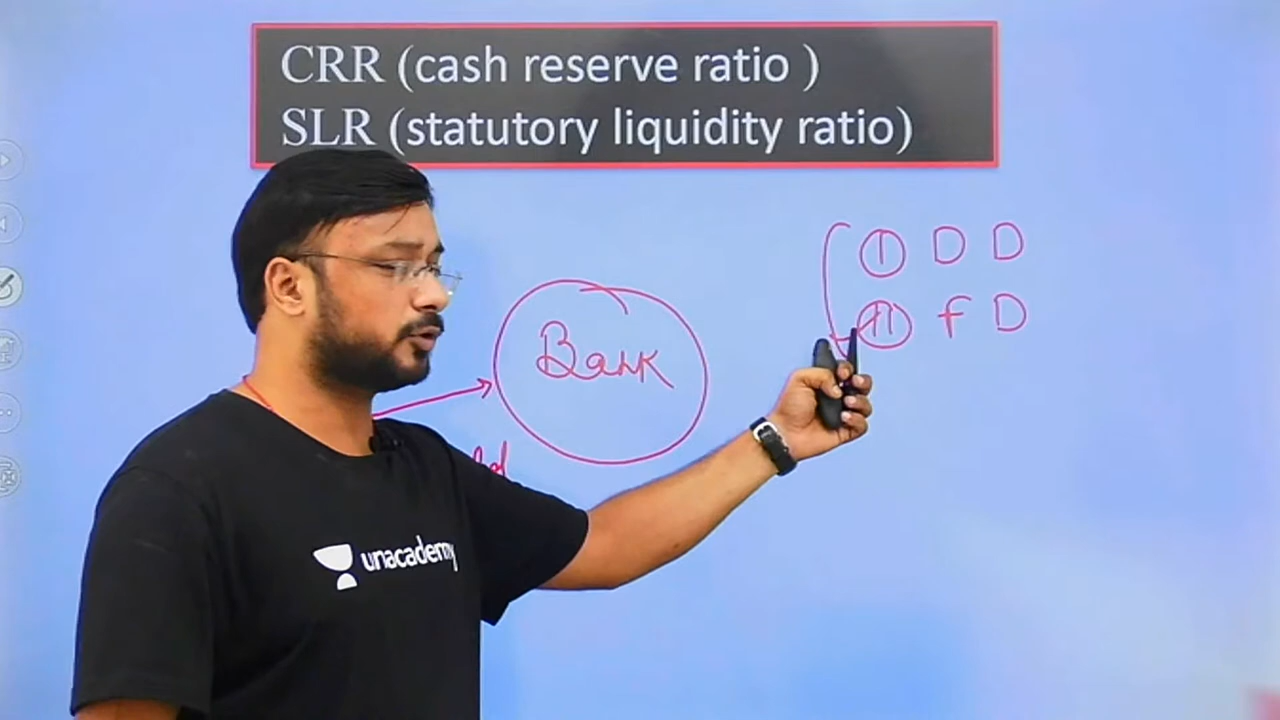 CRR (cash reserve ratio )
SLR (statutory liquidity ratio)
I D D
Bank
II f D
unacademy